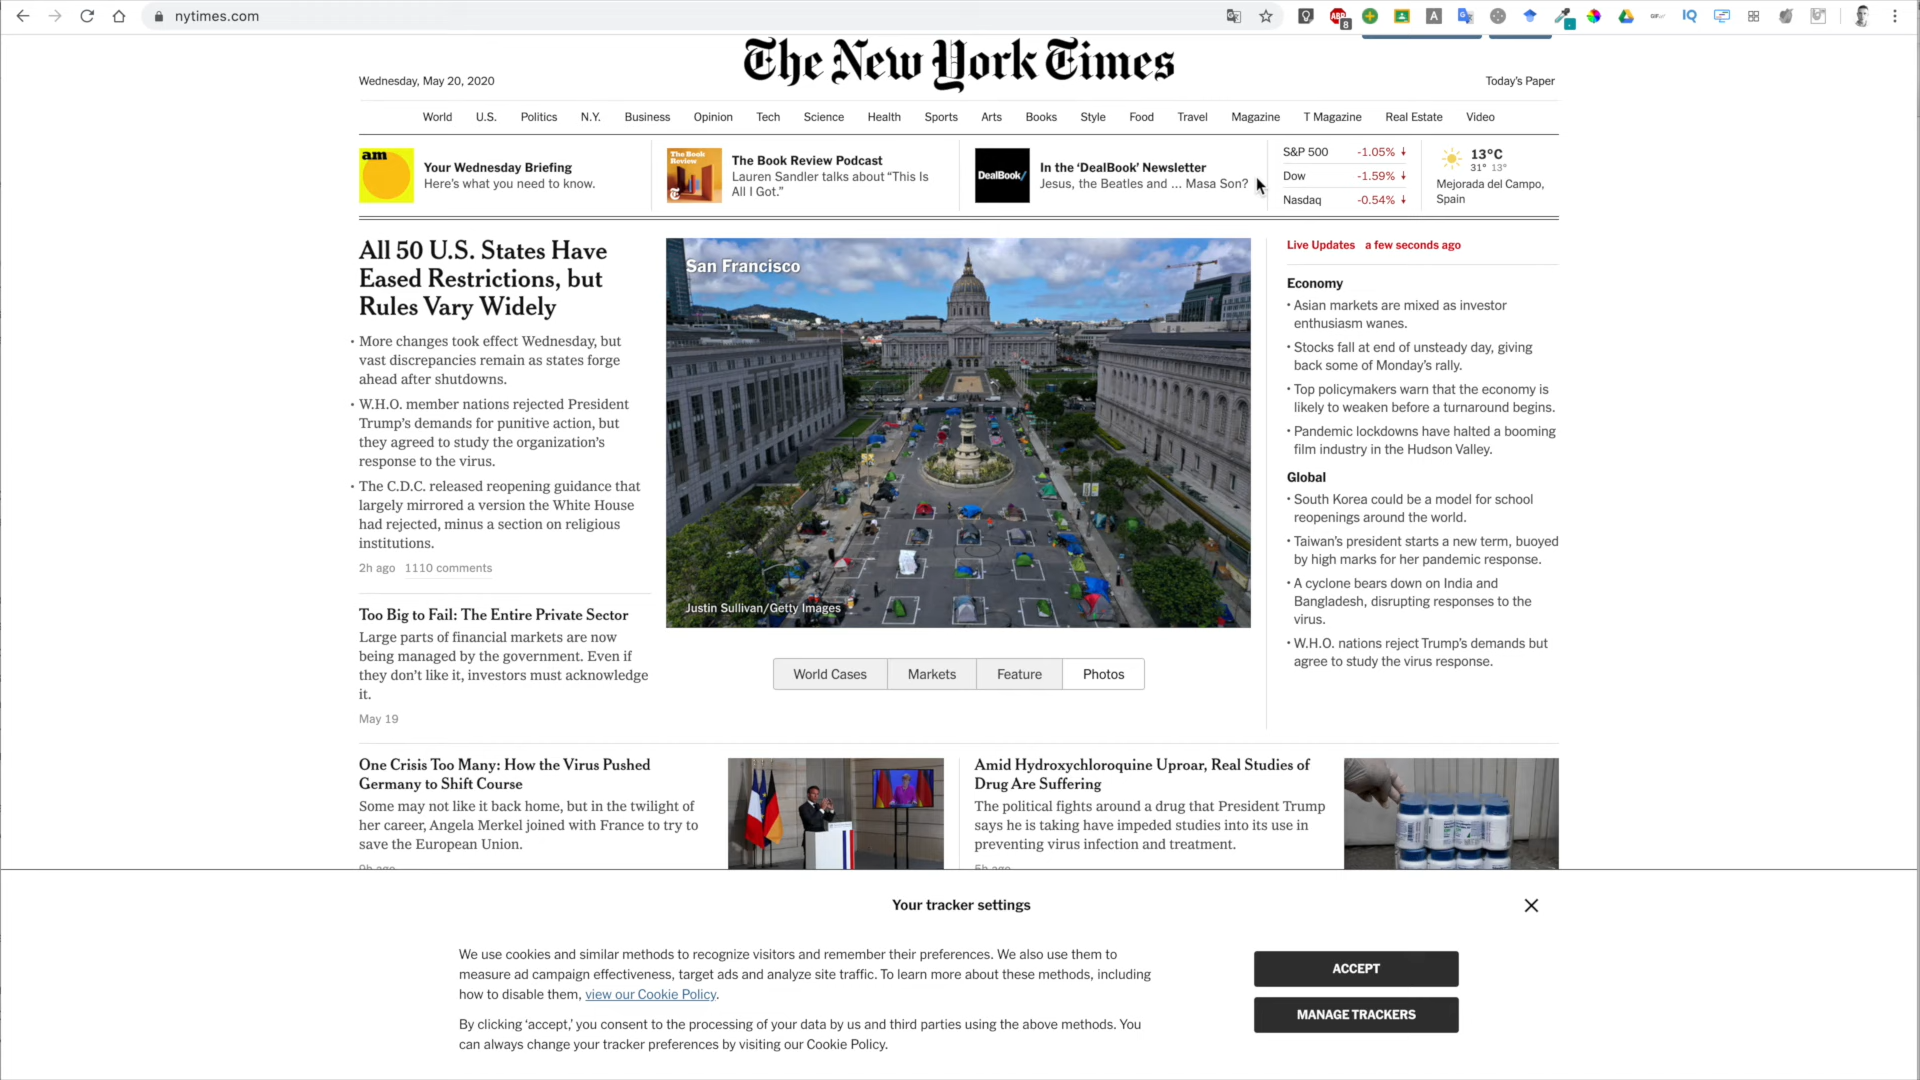 nytimes.com
ABP
8
A
GIF
IQ
The New York Times
Wednesday, May 20, 2020
Today's Paper
World U.S. Politics N.Y. Business Opinion Tech Science Health Sports Arts Books Style Food Travel Magazine T Magazine Real Estate Video
am
Your Wednesday Briefing
Here's what you need to know.
The Book Review
The Book Review Podcast
Lauren Sandler talks about “This Is
All I Got.”
DealBook/
In the ‘DealBook’ Newsletter
Jesus, the Beatles and ... Masa Son?
S&P 500 -1.05% ↓
Dow -1.59% ↓
Nasdaq -0.54% ↓
13°C
31° 13°
Mejorada del Campo,
Spain
All 50 U.S. States Have
Eased Restrictions, but
Rules Vary Widely
• More changes took effect Wednesday, but
vast discrepancies remain as states forge
ahead after shutdowns.
• W.H.O. member nations rejected President
Trump’s demands for punitive action, but
they agreed to study the organization’s
response to the virus.
• The C.D.C. released reopening guidance that
largely mirrored a version the White House
had rejected, minus a section on religious
institutions.
2h ago 1110 comments
Too Big to Fail: The Entire Private Sector
Large parts of financial markets are now
being managed by the government. Even if
they don’t like it, investors must acknowledge
it.
May 19
San Francisco
Justin Sullivan/Getty Images
World Cases Markets Feature Photos
Live Updates a few seconds ago
Economy
• Asian markets are mixed as investor
enthusiasm wanes.
• Stocks fall at end of unsteady day, giving
back some of Monday’s rally.
• Top policymakers warn that the economy is
likely to weaken before a turnaround begins.
• Pandemic lockdowns have halted a booming
film industry in the Hudson Valley.
Global
• South Korea could be a model for school
reopenings around the world.
• Taiwan’s president starts a new term, buoyed
by high marks for her pandemic response.
• A cyclone bears down on India and
Bangladesh, disrupting responses to the
virus.
• W.H.O. nations reject Trump’s demands but
agree to study the virus response.
One Crisis Too Many: How the Virus Pushed
Germany to Shift Course
Some may not like it back home, but in the twilight of
her career, Angela Merkel joined with France to try to
save the European Union.
9h ago
Amid Hydroxychloroquine Uproar, Real Studies of
Drug Are Suffering
The political fights around a drug that President Trump
says he is taking have impeded studies into its use in
preventing virus infection and treatment.
5h ago
Your tracker settings
We use cookies and similar methods to recognize visitors and remember their preferences. We also use them to
measure ad campaign effectiveness, target ads and analyze site traffic. To learn more about these methods, including
how to disable them, view our Cookie Policy.
By clicking ‘accept,’ you consent to the processing of your data by us and third parties using the above methods. You
can always change your tracker preferences by visiting our Cookie Policy.
ACCEPT
MANAGE TRACKERS